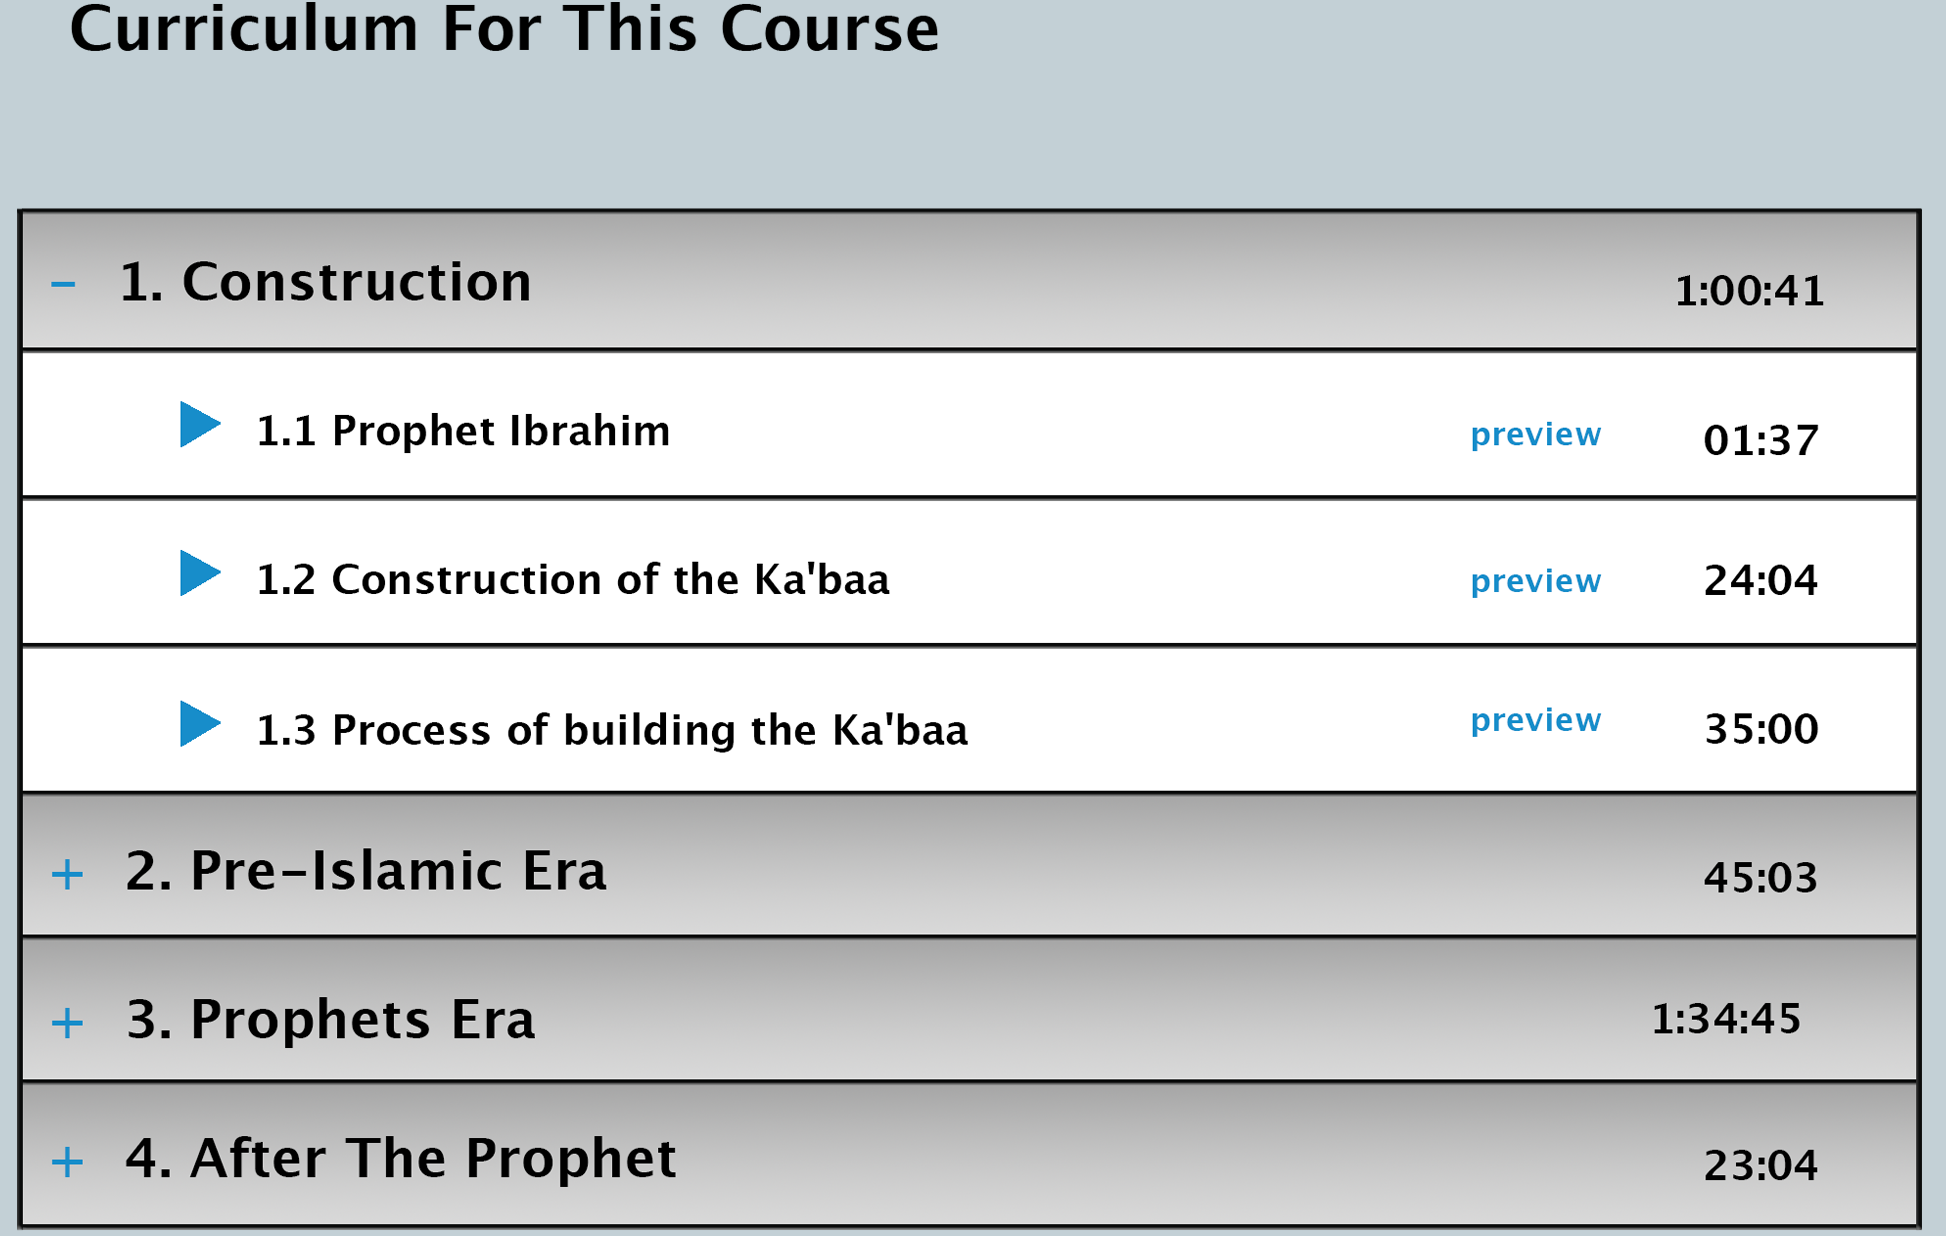 Curriculum For This Course
– 1. Construction 1:00:41
1.1 Prophet Ibrahim preview 01:37
1.2 Construction of the Ka'baa preview 24:04
1.3 Process of building the Ka'baa preview 35:00
+ 2. Pre–Islamic Era 45:03
+ 3. Prophets Era 1:34:45
+ 4. After The Prophet 23:04